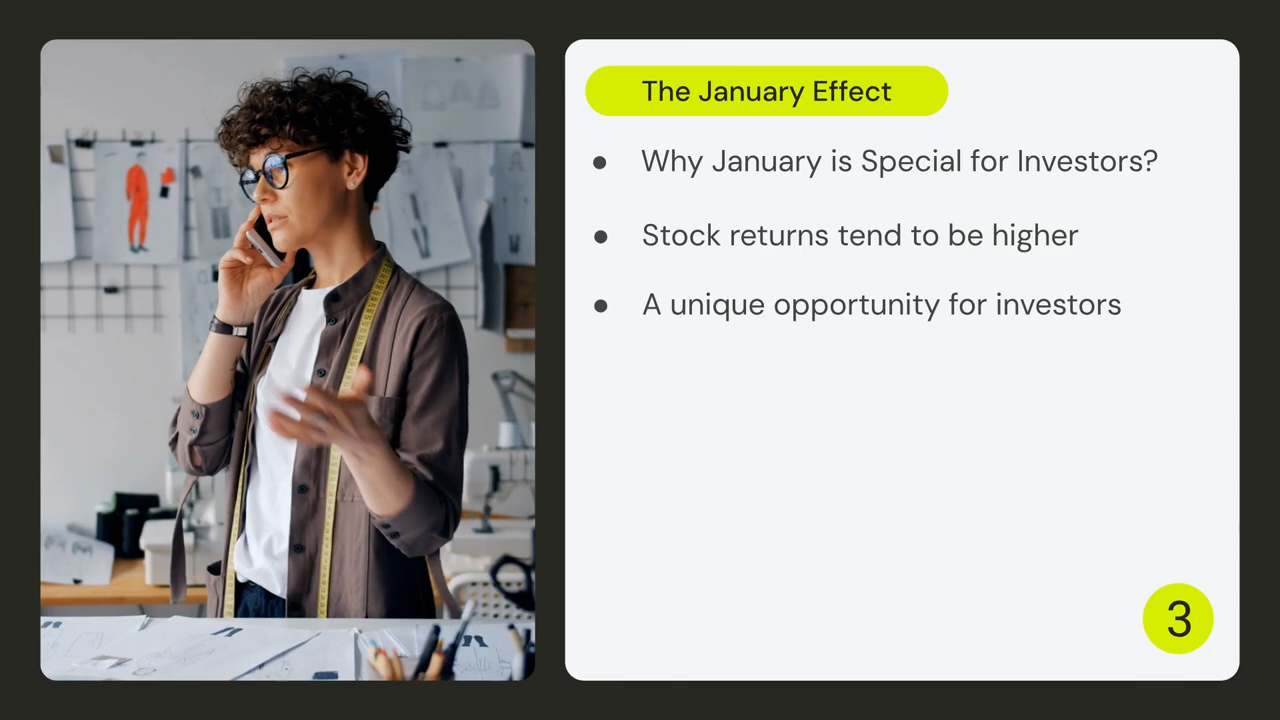 The January Effect
● Why January is Special for Investors?
● Stock returns tend to be higher
● A unique opportunity for investors
3